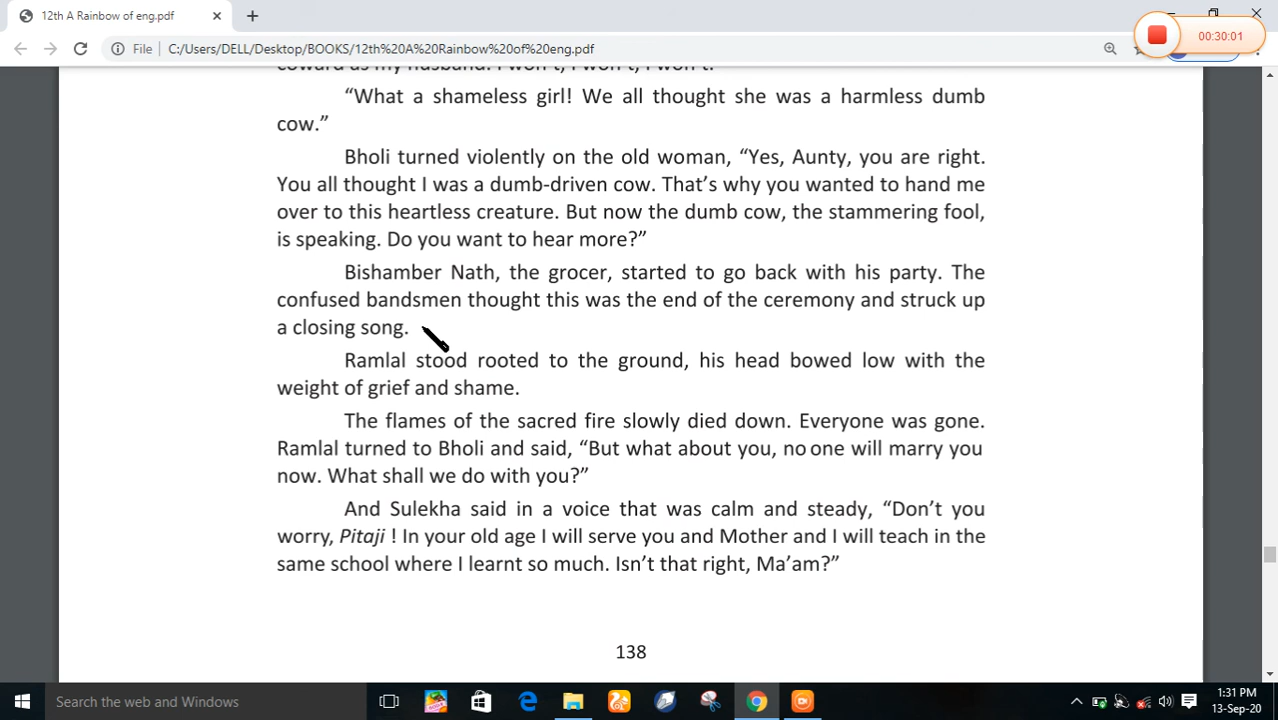 12th A Rainbow of eng.pdf
00:30:01
File
C:/Users/DELL/Desktop/BOOKS/12th%20A%20Rainbow%20of%20eng.pdf
coward as my husband. I won't, I won't, I won't.
“What a shameless girl! We all thought she was a harmless dumb
cow.”
Bholi turned violently on the old woman, “Yes, Aunty, you are right.
You all thought I was a dumb-driven cow. That’s why you wanted to hand me
over to this heartless creature. But now the dumb cow, the stammering fool,
is speaking. Do you want to hear more?”
Bishamber Nath, the grocer, started to go back with his party. The
confused bandsmen thought this was the end of the ceremony and struck up
a closing song.
Ramlal stood rooted to the ground, his head bowed low with the
weight of grief and shame.
The flames of the sacred fire slowly died down. Everyone was gone.
Ramlal turned to Bholi and said, “But what about you, no one will marry you
now. What shall we do with you?”
And Sulekha said in a voice that was calm and steady, “Don’t you
worry, Pitaji ! In your old age I will serve you and Mother and I will teach in the
same school where I learnt so much. Isn’t that right, Ma’am?”
138
Search the web and Windows
1:31 PM
13-Sep-20